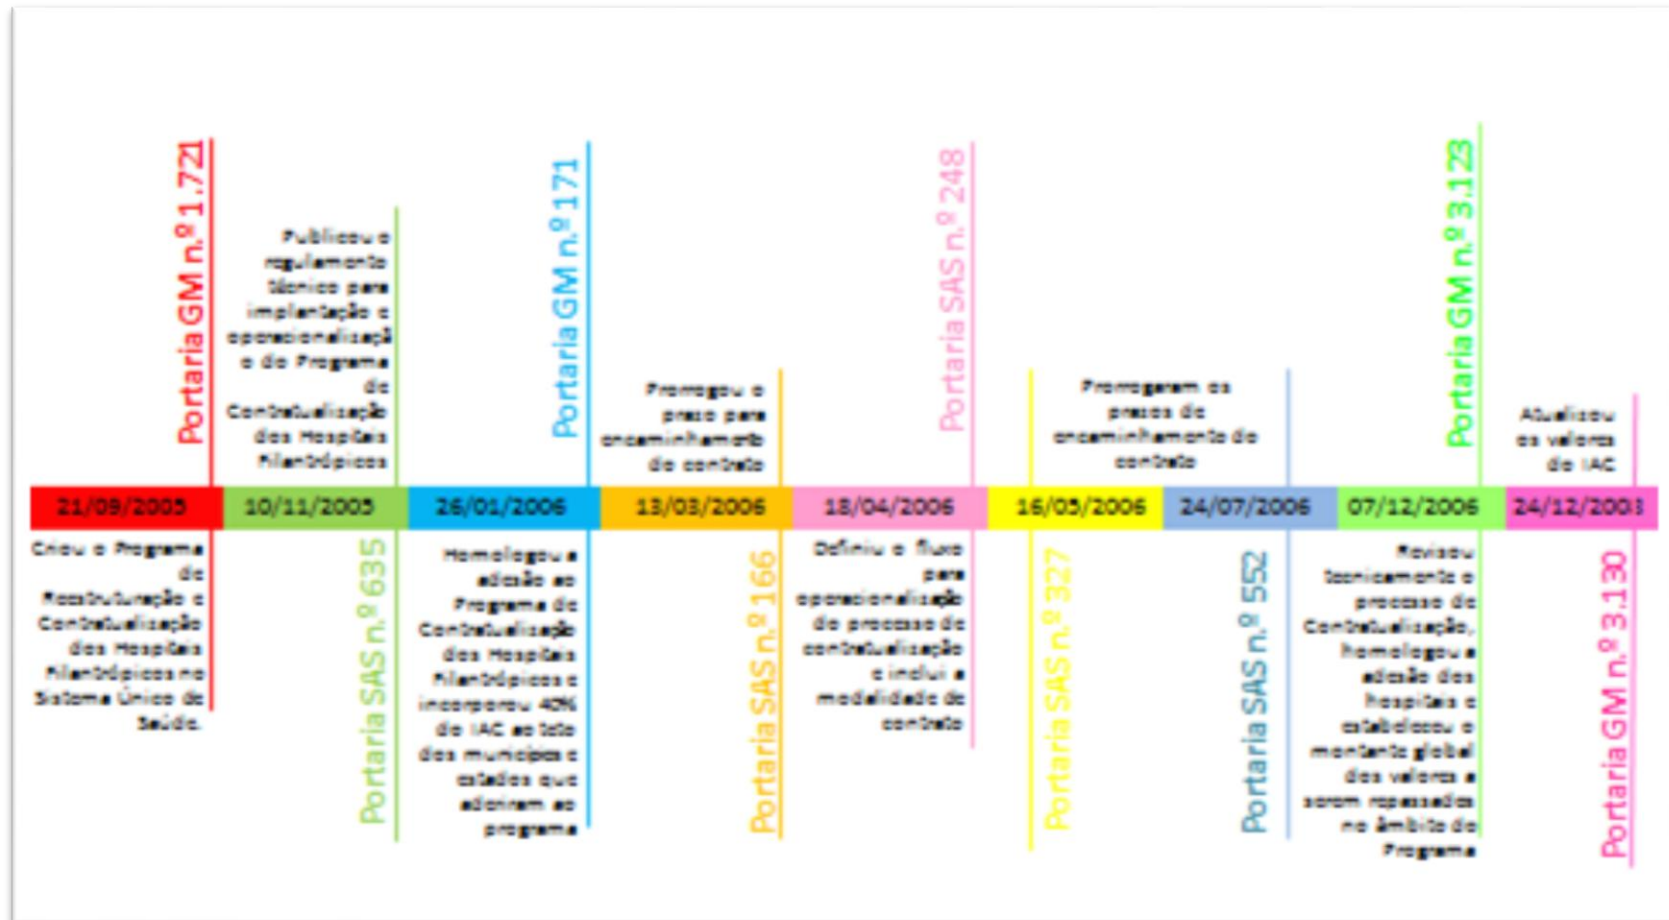 Portaria GM n.º 1.721
21/09/2005
Criou o Programa
de
Reestruturação e
Contratualização
dos Hospitais
Filantrópicos no
Sistema Único de
Saúde.
Publicou o
regulamento
técnico para
implantação e
operacionalizaçã
o do Programa
de
Contratualização
dos Hospitais
Filantrópicos
10/11/2005
Portaria SAS n.º 635
Portaria GM n.º 171
26/01/2006
Homologou a
adesão ao
Programa de
Contratualização
dos Hospitais
Filantrópicos e
incorporou 40%
do IAC ao teto
dos municípios e
estados que
aderiram ao
programa
Prorrogou o
prazo para
encaminhamento
do contrato
13/03/2006
Portaria SAS n.º 166
Portaria SAS n.º 248
18/04/2006
Definiu o fluxo
para
operacionalização
do processo de
contratualização
e inclui a
modalidade de
contrato
Prorrogaram os
prazos de
encaminhamento do
contrato
16/05/2006
Portaria SAS n.º 327
24/07/2006
Portaria SAS n.º 552
Portaria GM n.º 3.123
07/12/2006
Revisou
tecnicamente o
processo de
Contratualização,
homologou a
adesão dos
hospitais e
estabeleceu o
montante global
dos valores a
serem repassados
no âmbito do
Programa
Atualizou
os valores
do IAC
24/12/2008
Portaria GM n.º 3.130